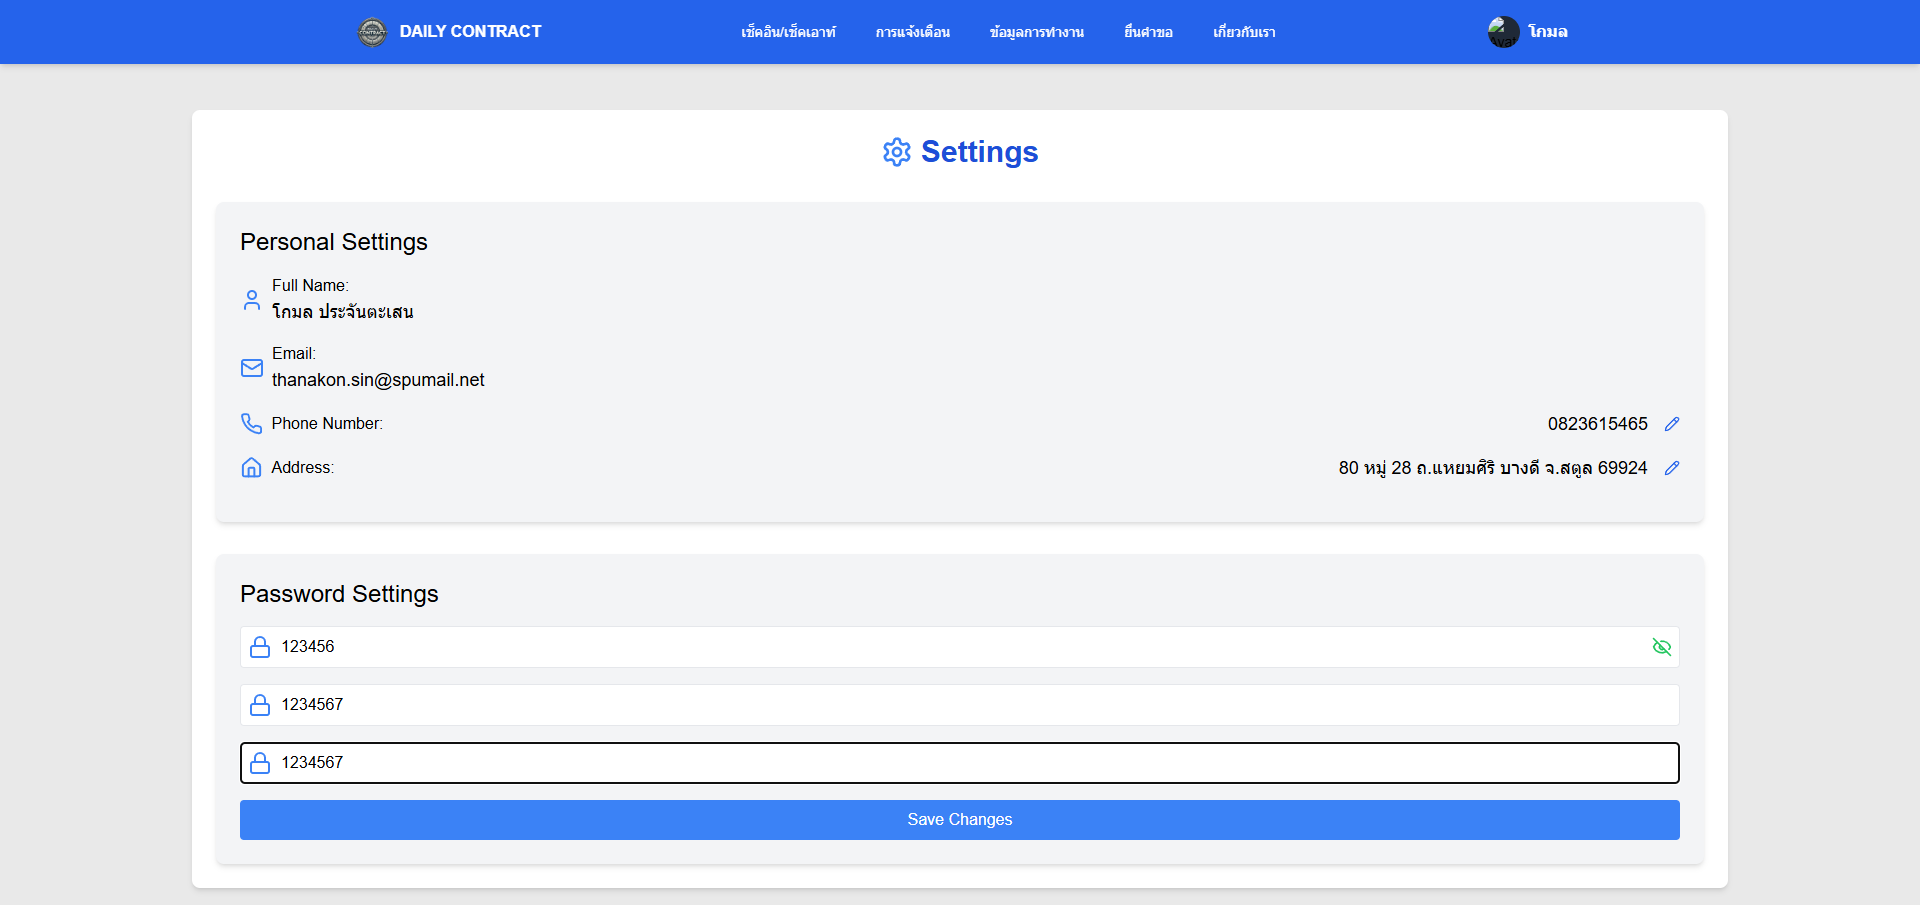 DAILY CONTRACT
เช็คอิน/เช็คเอาท์
การแจ้งเตือน
ข้อมูลการทำงาน
ยื่นคำขอ
เกี่ยวกับเรา
โกมล
Settings
Personal Settings
Full Name:
โกมล ประจันตะเสน
Email:
thanakon.sin@spumail.net
Phone Number:
0823615465
Address:
80 หมู่ 28 ถ.แหยมศิริ บางดี จ.สตูล 69924
Password Settings
123456
1234567
1234567
Save Changes